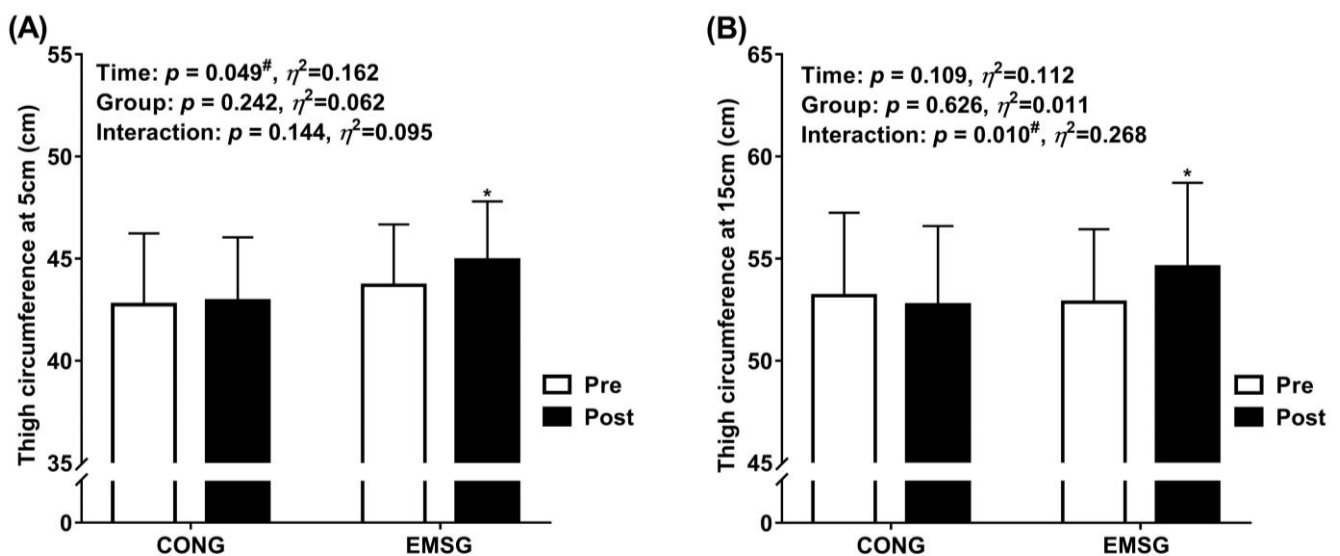 (A)
55
50
45
40
35
0
Thigh circumference at 5cm (cm)
Time: p = 0.049#, η²=0.162
Group: p = 0.242, η²=0.062
Interaction: p = 0.144, η²=0.095
*
CONG
EMSG
Pre
Post
(B)
65
60
55
50
45
0
Thigh circumference at 15cm (cm)
Time: p = 0.109, η²=0.112
Group: p = 0.626, η²=0.011
Interaction: p = 0.010#, η²=0.268
*
CONG
EMSG
Pre
Post